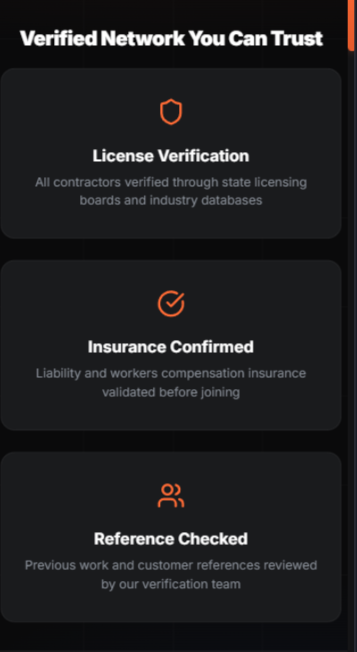 Verified Network You Can Trust
License Verification
All contractors verified through state licensing
boards and industry databases
Insurance Confirmed
Liability and workers compensation insurance
validated before joining
Reference Checked
Previous work and customer references reviewed
by our verification team